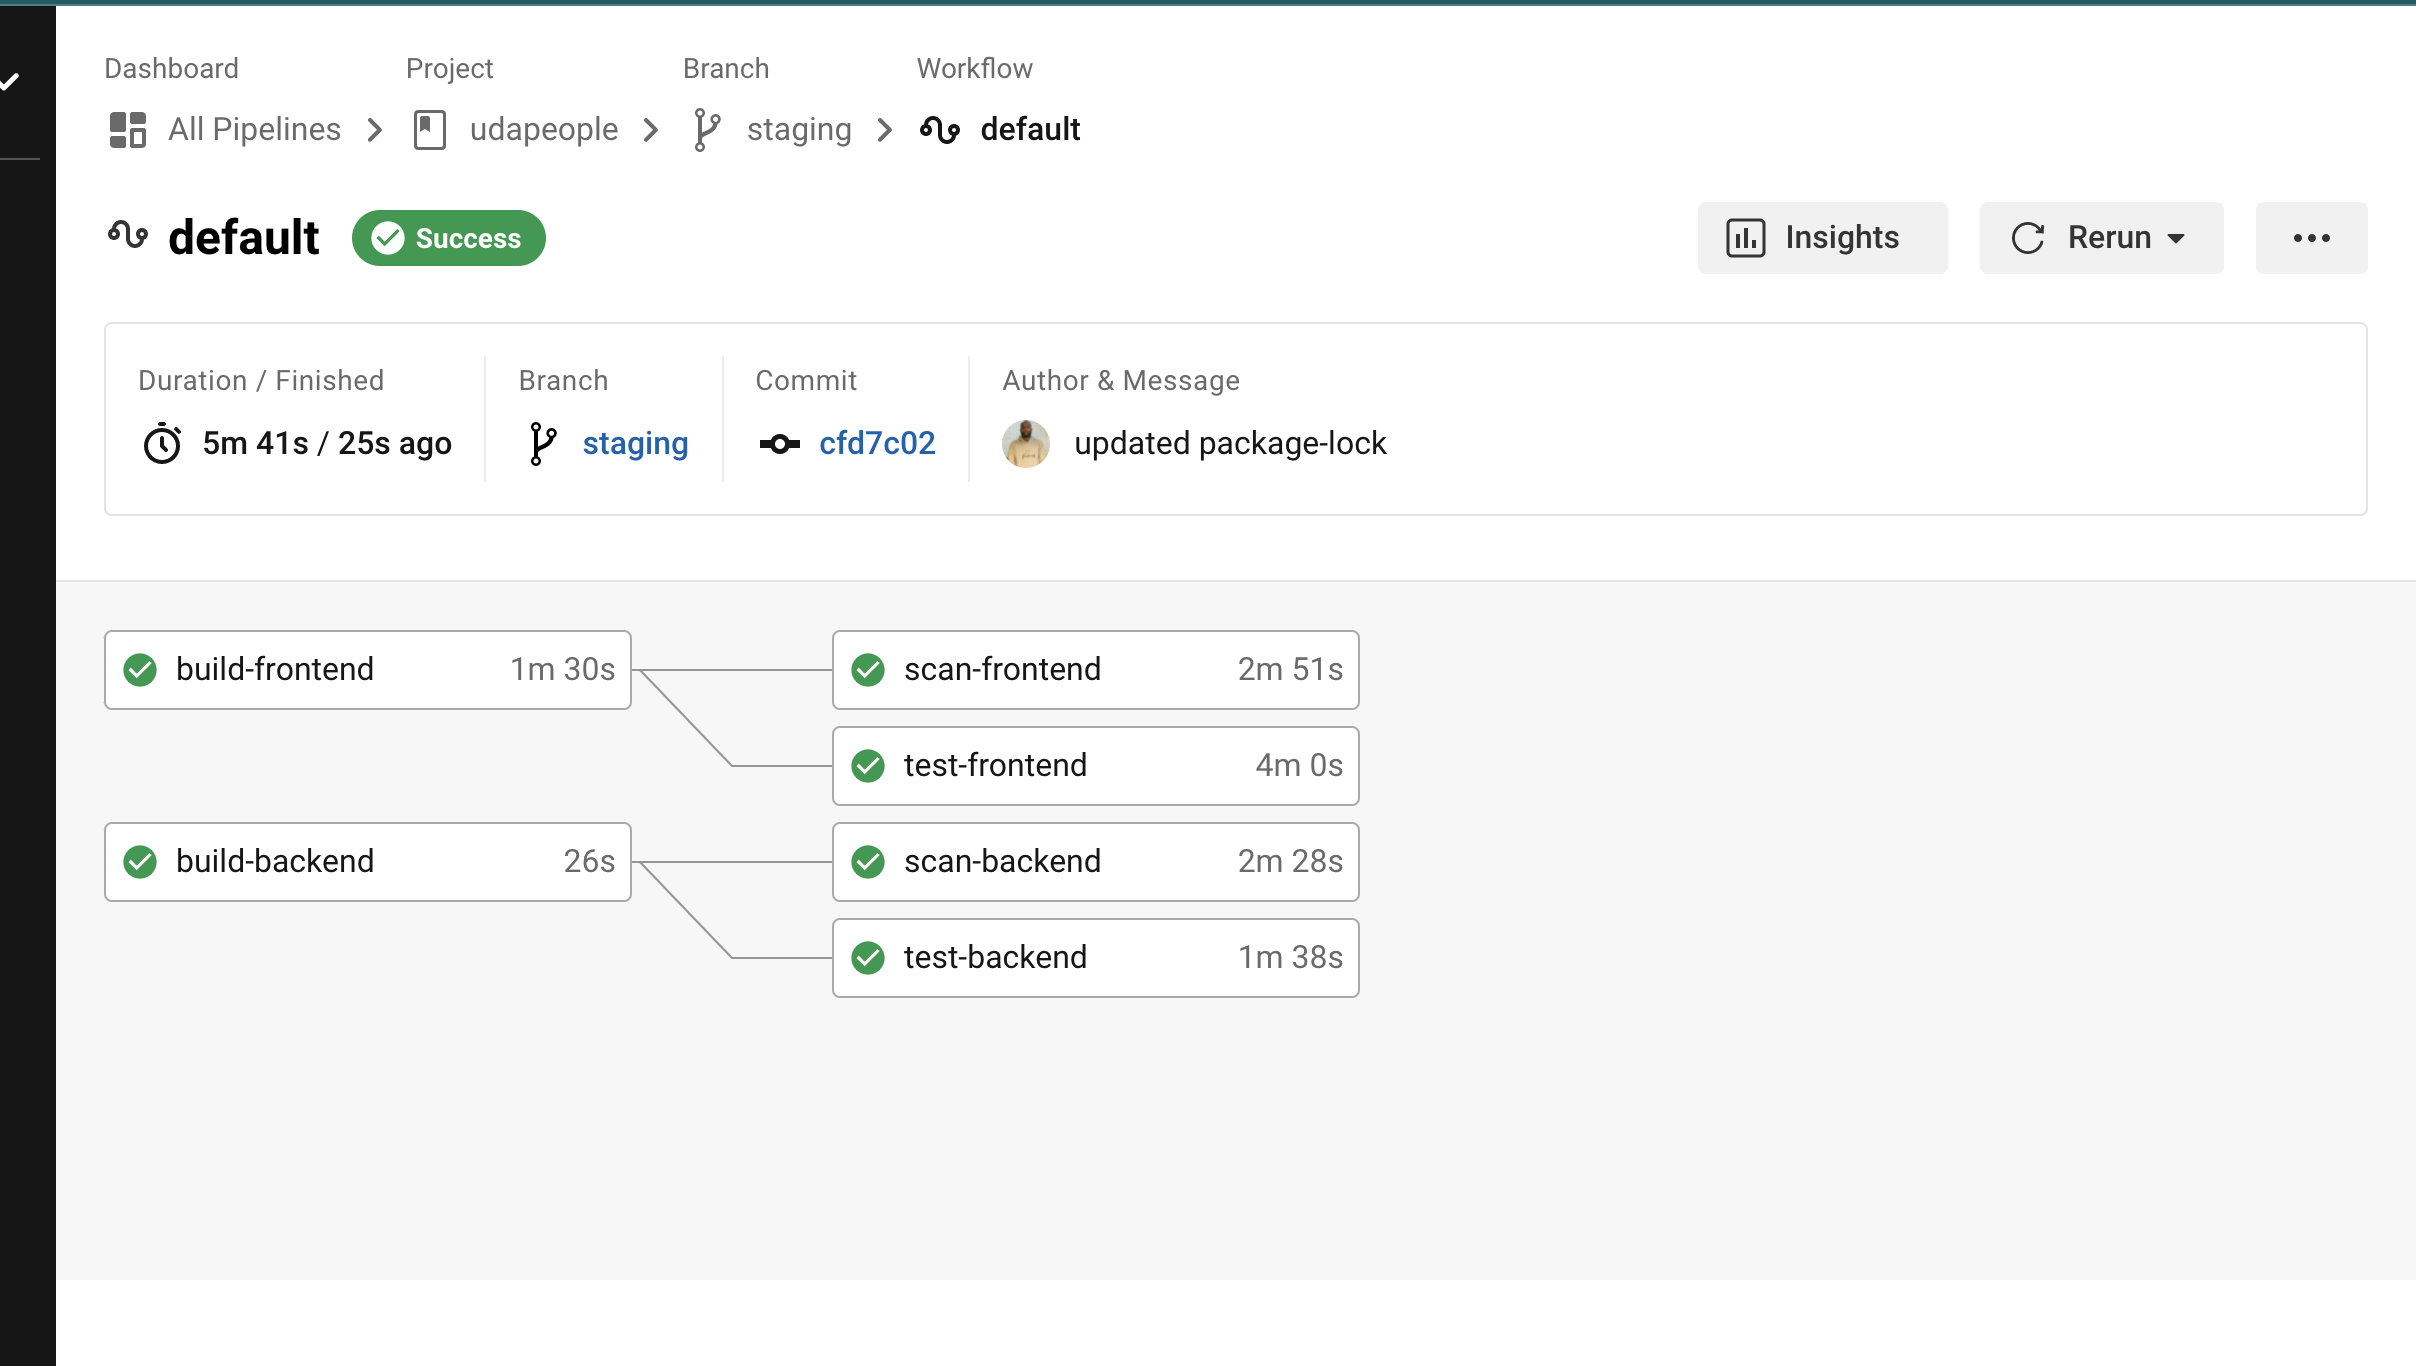 Dashboard Project Branch Workflow
All Pipelines udapeople staging default
default Success Insights Rerun
Duration / Finished Branch Commit Author & Message
5m 41s / 25s ago staging cfd7c02 updated package-lock
build-frontend 1m 30s scan-frontend 2m 51s
test-frontend 4m 0s
build-backend 26s scan-backend 2m 28s
test-backend 1m 38s